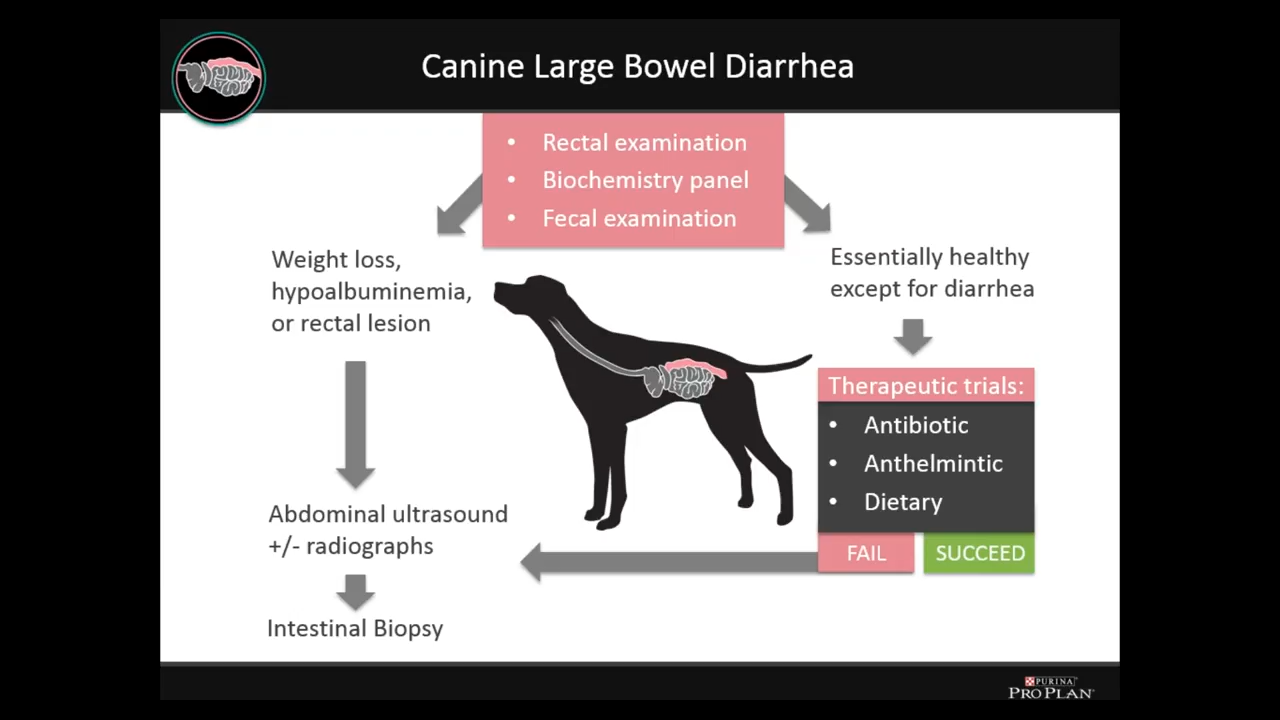 Canine Large Bowel Diarrhea
• Rectal examination
• Biochemistry panel
• Fecal examination
Weight loss,
hypoalbuminemia,
or rectal lesion
Essentially healthy
except for diarrhea
Therapeutic trials:
• Antibiotic
• Anthelmintic
• Dietary
FAIL
SUCCEED
Abdominal ultrasound
+/- radiographs
Intestinal Biopsy
PURINA
PRO PLAN